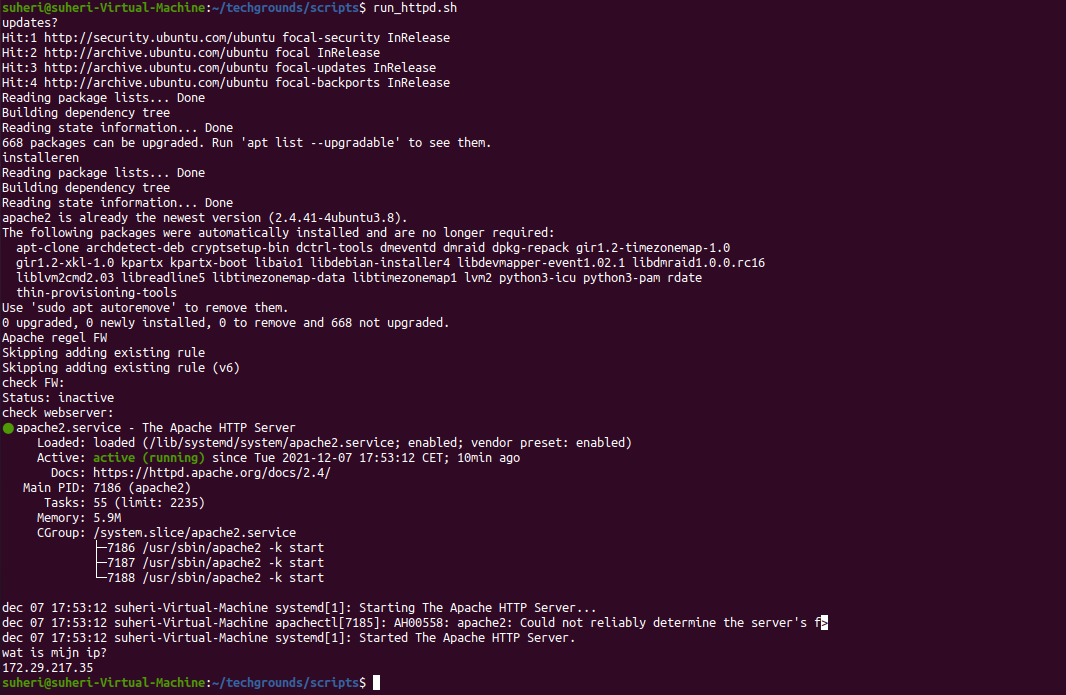 suheri@suheri-Virtual-Machine:~/techgrounds/scripts$ run_httpd.sh
updates?
Hit:1 http://security.ubuntu.com/ubuntu focal-security InRelease
Hit:2 http://archive.ubuntu.com/ubuntu focal InRelease
Hit:3 http://archive.ubuntu.com/ubuntu focal-updates InRelease
Hit:4 http://archive.ubuntu.com/ubuntu focal-backports InRelease
Reading package lists... Done
Building dependency tree
Reading state information... Done
668 packages can be upgraded. Run 'apt list --upgradable' to see them.
installeren
Reading package lists... Done
Building dependency tree
Reading state information... Done
apache2 is already the newest version (2.4.41-4ubuntu3.8).
The following packages were automatically installed and are no longer required:
  apt-clone archdetect-deb cryptsetup-bin dctrl-tools dmeventd dmraid dpkg-repack gir1.2-timezonemap-1.0
  gir1.2-xkl-1.0 kpartx kpartx-boot libaio1 libdebian-installer4 libdevmapper-event1.02.1 libdmraid1.0.0.rc16
  liblvm2cmd2.03 libreadline5 libtimezonemap-data libtimezonemap1 lvm2 python3-icu python3-pam rdate
  thin-provisioning-tools
Use 'sudo apt autoremove' to remove them.
0 upgraded, 0 newly installed, 0 to remove and 668 not upgraded.
Apache regel FW
Skipping adding existing rule
Skipping adding existing rule (v6)
check FW:
Status: inactive
check webserver:
● apache2.service - The Apache HTTP Server
     Loaded: loaded (/lib/systemd/system/apache2.service; enabled; vendor preset: enabled)
     Active: active (running) since Tue 2021-12-07 17:53:12 CET; 10min ago
       Docs: https://httpd.apache.org/docs/2.4/
   Main PID: 7186 (apache2)
      Tasks: 55 (limit: 2235)
     Memory: 5.9M
     CGroup: /system.slice/apache2.service
             ├─7186 /usr/sbin/apache2 -k start
             ├─7187 /usr/sbin/apache2 -k start
             └─7188 /usr/sbin/apache2 -k start
dec 07 17:53:12 suheri-Virtual-Machine systemd[1]: Starting The Apache HTTP Server...
dec 07 17:53:12 suheri-Virtual-Machine apachectl[7185]: AH00558: apache2: Could not reliably determine the server's f>
dec 07 17:53:12 suheri-Virtual-Machine systemd[1]: Started The Apache HTTP Server.
wat is mijn ip?
172.29.217.35
suheri@suheri-Virtual-Machine:~/techgrounds/scripts$